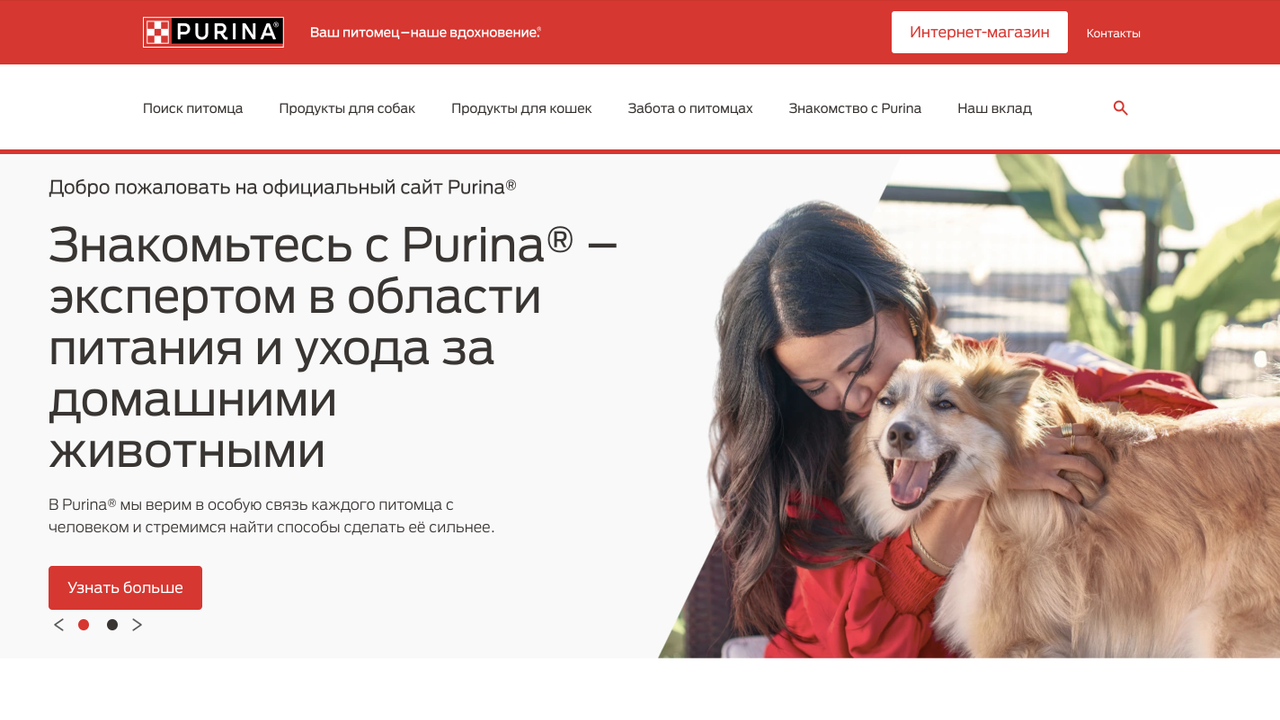 PURINA®
Ваш питомец—наше вдохновение.®
Интернет-магазин
Контакты
Поиск питомца
Продукты для собак
Продукты для кошек
Забота о питомцах
Знакомство с Purina
Наш вклад
Добро пожаловать на официальный сайт Purina®
Знакомьтесь с Purina® –
экспертом в области
питания и ухода за
домашними
животными
В Purina® мы верим в особую связь каждого питомца с
человеком и стремимся найти способы сделать её сильнее.
Узнать больше